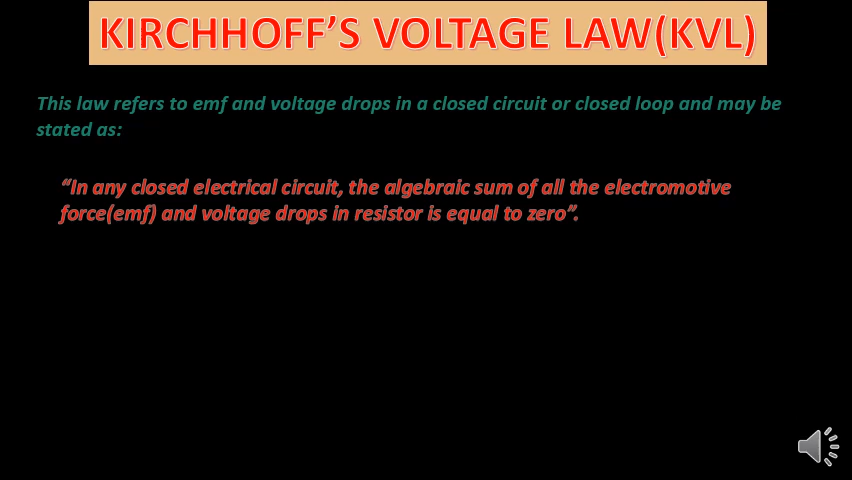 KIRCHHOFF’S VOLTAGE LAW(KVL)
This law refers to emf and voltage drops in a closed circuit or closed loop and may be
stated as:
“In any closed electrical circuit, the algebraic sum of all the electromotive
force(emf) and voltage drops in resistor is equal to zero”.